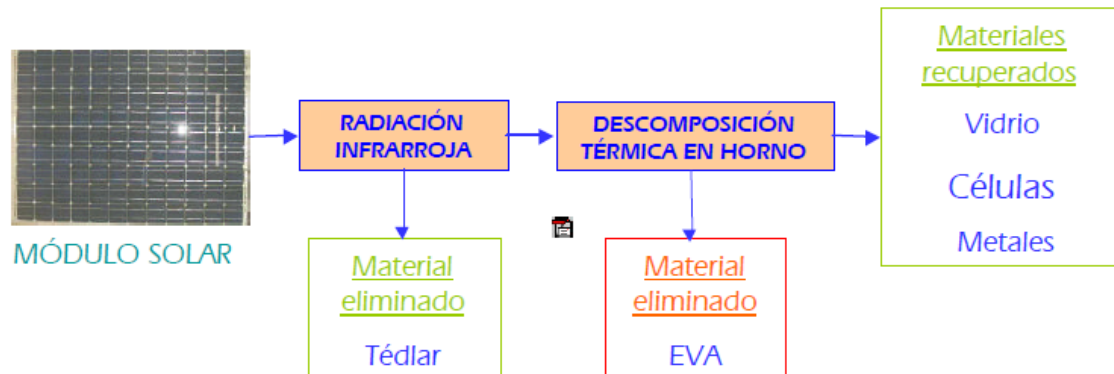 MÓDULO SOLAR
RADIACIÓN
INFRARROJA
DESCOMPOSICIÓN
TÉRMICA EN HORNO
Material
eliminado
Tédlar
Material
eliminado
EVA
Materiales
recuperados
Vidrio
Células
Metales